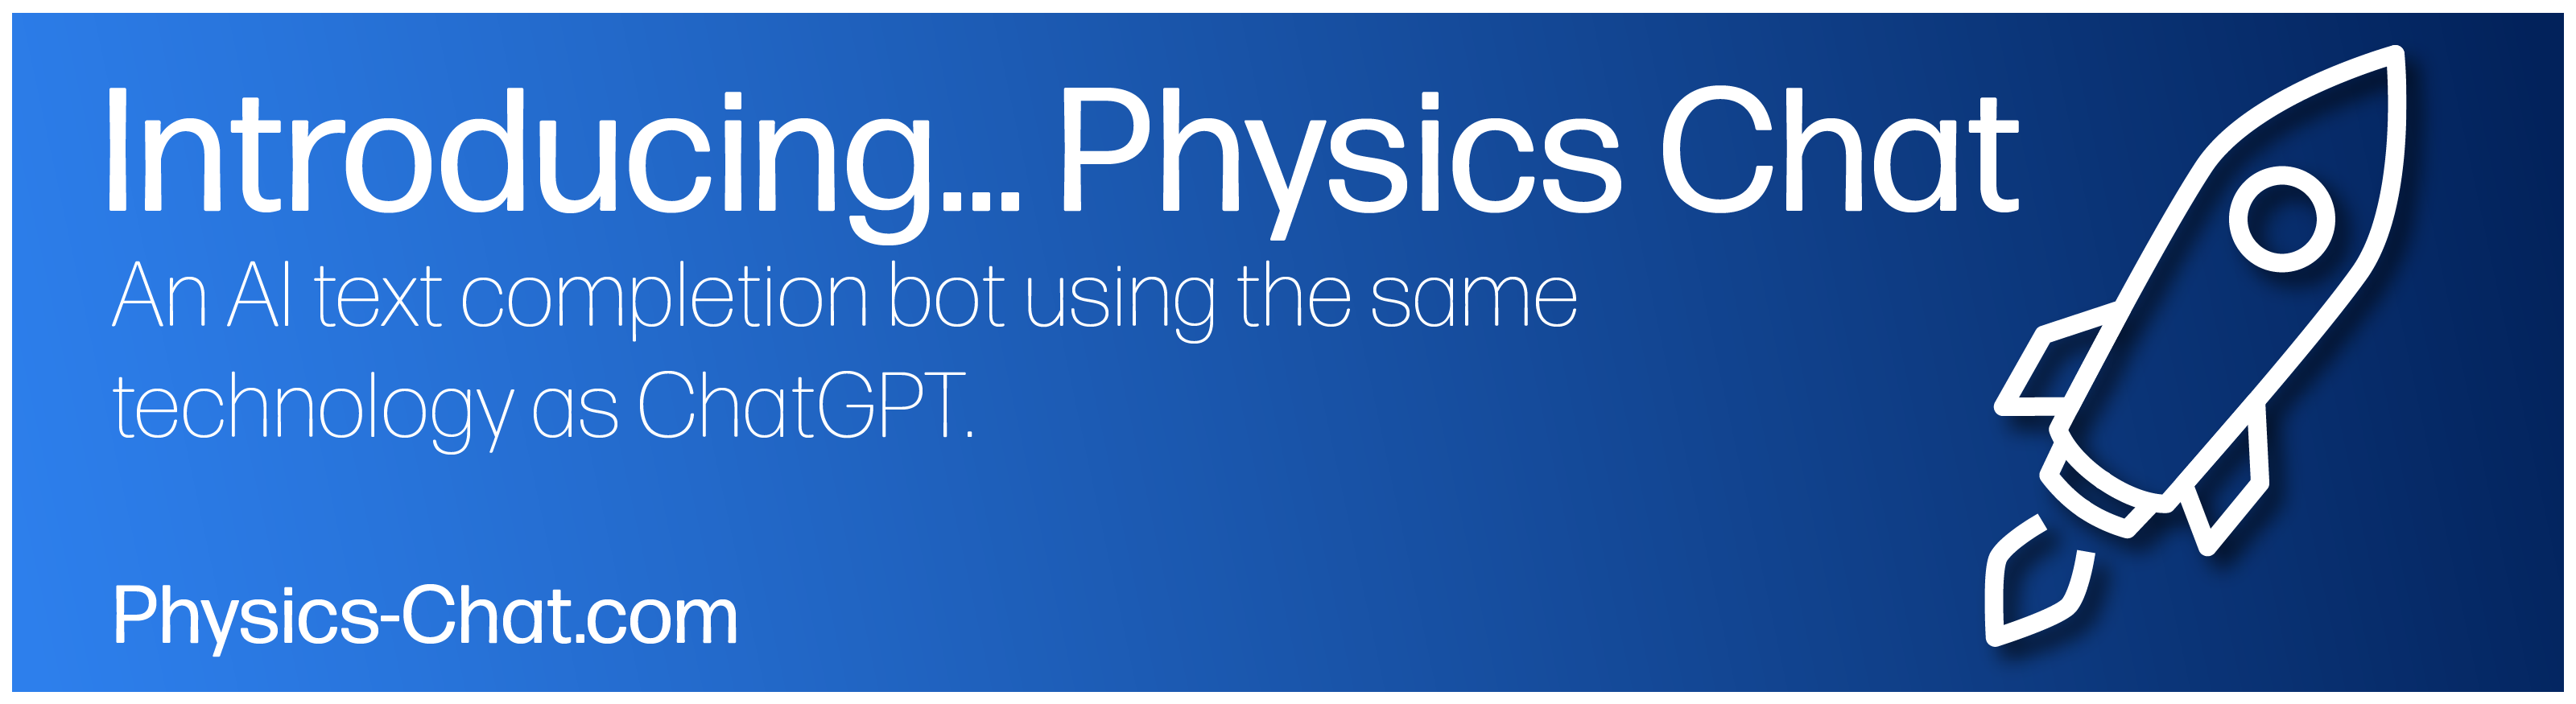 Introducing... Physics Chat
An AI text completion bot using the same
technology as ChatGPT.
Physics-Chat.com